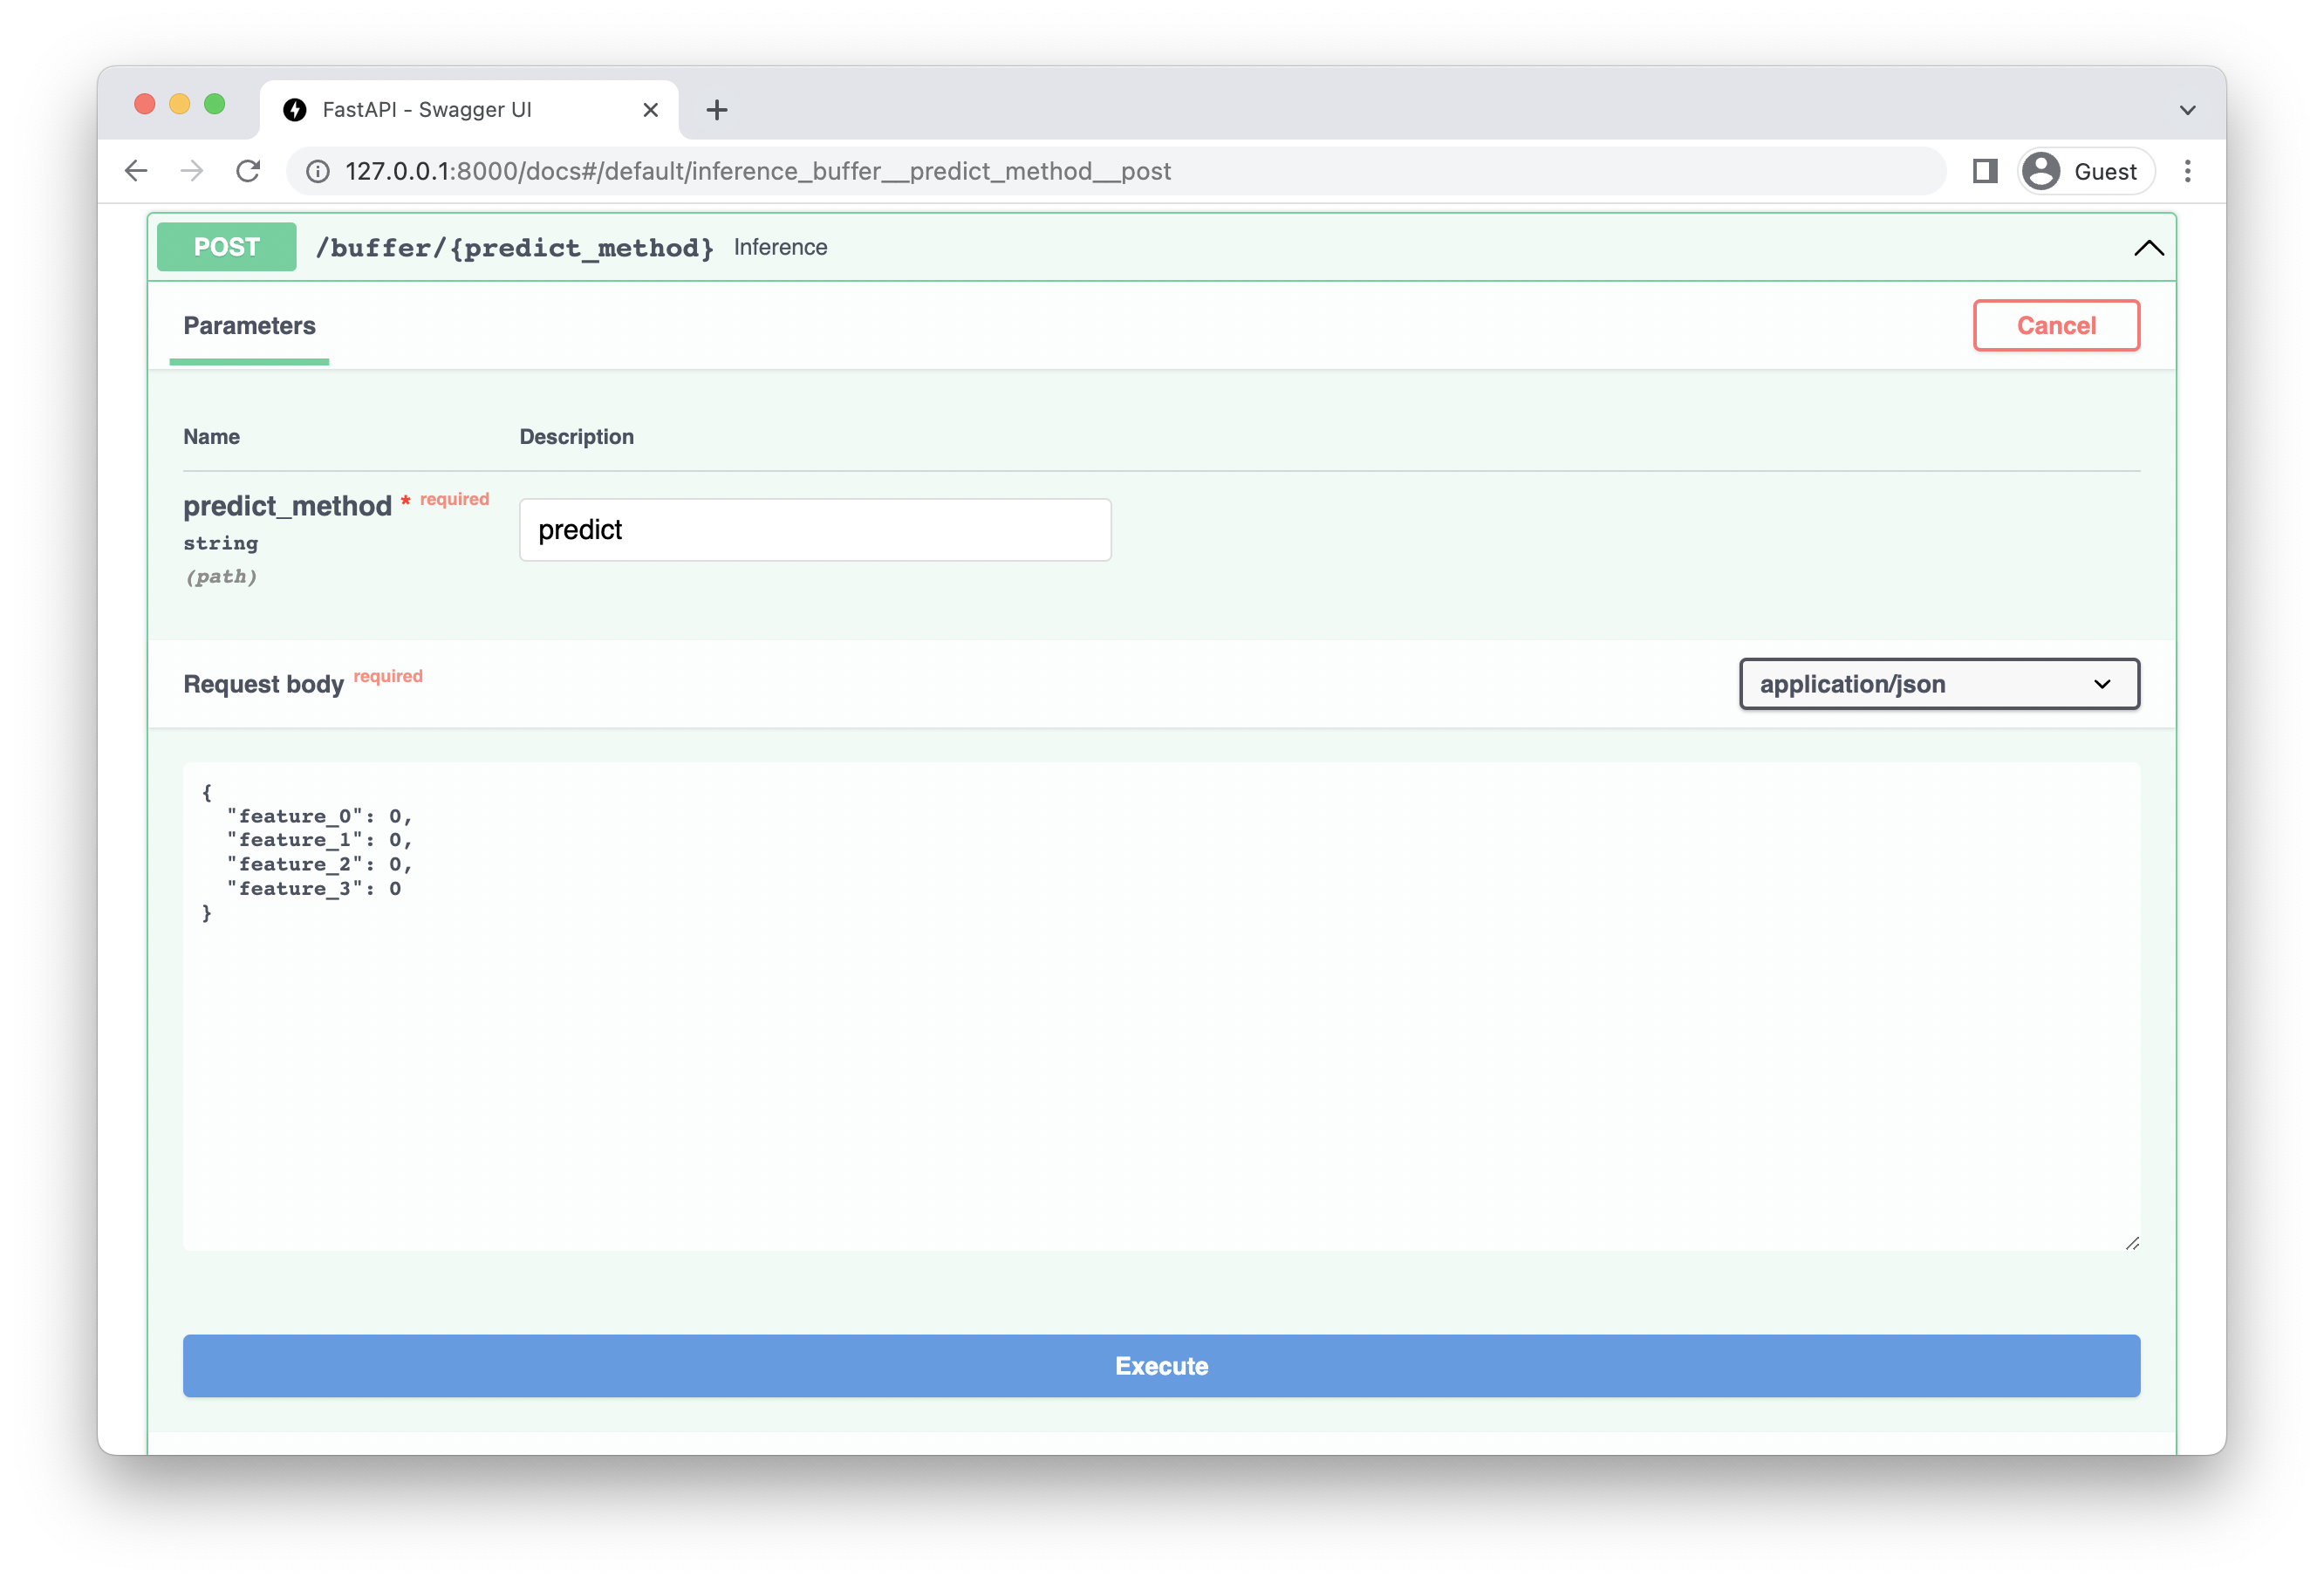 FastAPI - Swagger UI
127.0.0.1:8000/docs#/default/inference_buffer__predict_method__post
Guest
POST /buffer/{predict_method} Inference
Parameters
Cancel
Name Description
predict_method * required
string
(path)
predict
Request body required
application/json
{
  "feature_0": 0,
  "feature_1": 0,
  "feature_2": 0,
  "feature_3": 0
}
Execute